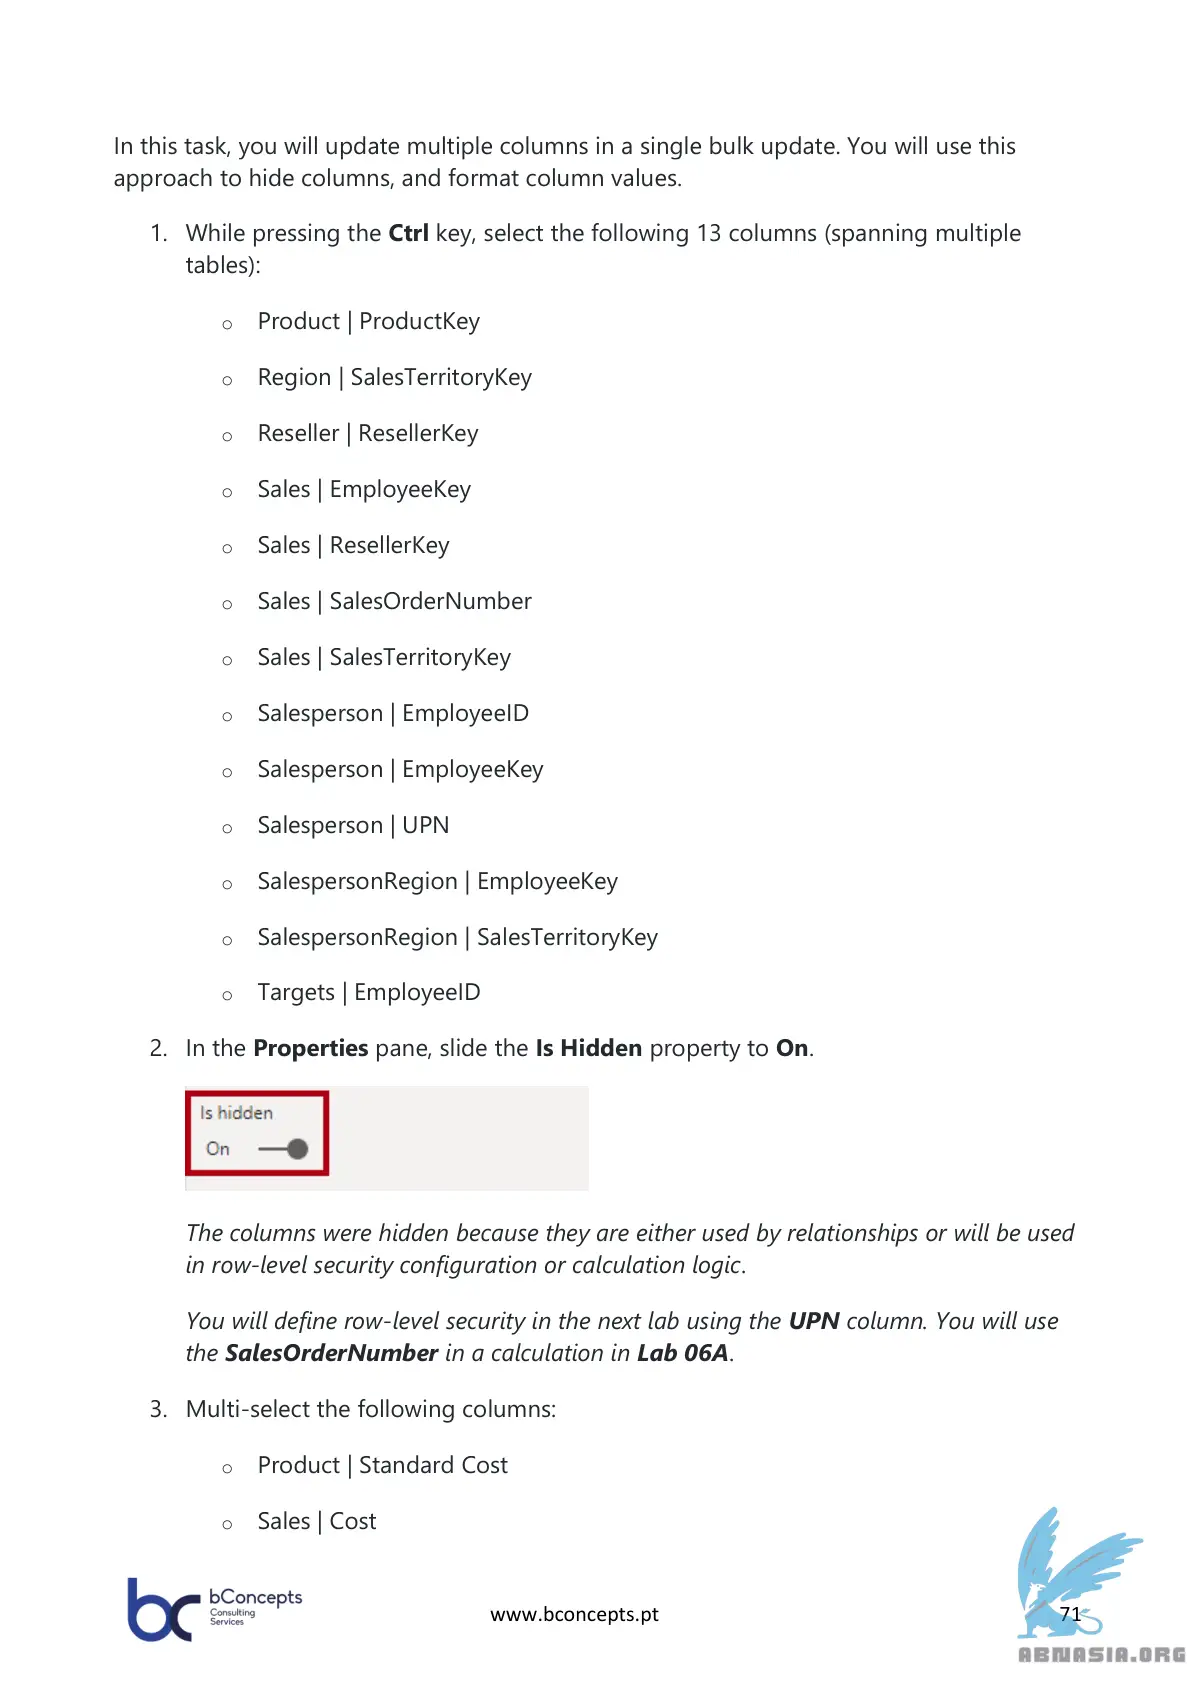 In this task, you will update multiple columns in a single bulk update. You will use this
approach to hide columns, and format column values.
1. While pressing the Ctrl key, select the following 13 columns (spanning multiple
tables):
o Product | ProductKey
o Region | SalesTerritoryKey
o Reseller | ResellerKey
o Sales | EmployeeKey
o Sales | ResellerKey
o Sales | SalesOrderNumber
o Sales | SalesTerritoryKey
o Salesperson | EmployeeID
o Salesperson | EmployeeKey
o Salesperson | UPN
o SalespersonRegion | EmployeeKey
o SalespersonRegion | SalesTerritoryKey
o Targets | EmployeeID
2. In the Properties pane, slide the Is Hidden property to On.
Is hidden
On
The columns were hidden because they are either used by relationships or will be used
in row-level security configuration or calculation logic.
You will define row-level security in the next lab using the UPN column. You will use
the SalesOrderNumber in a calculation in Lab 06A.
3. Multi-select the following columns:
o Product | Standard Cost
o Sales | Cost
bc bConcepts
Consulting
Services
www.bconcepts.pt
71
ABNASIA.ORG